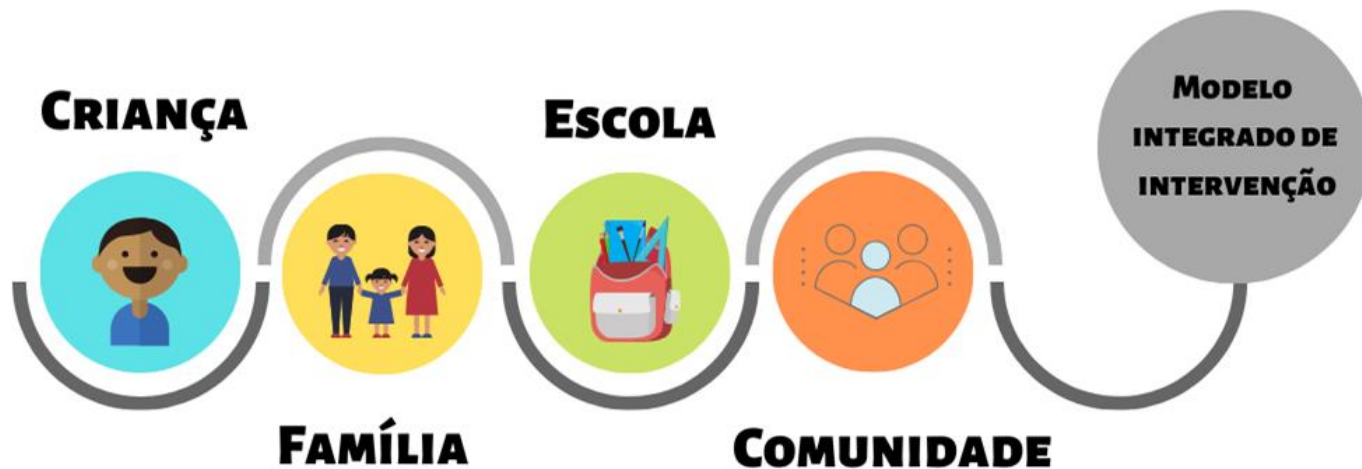 CRIANÇA
FAMÍLIA
ESCOLA
COMUNIDADE
MODELO
INTEGRADO DE
INTERVENÇÃO